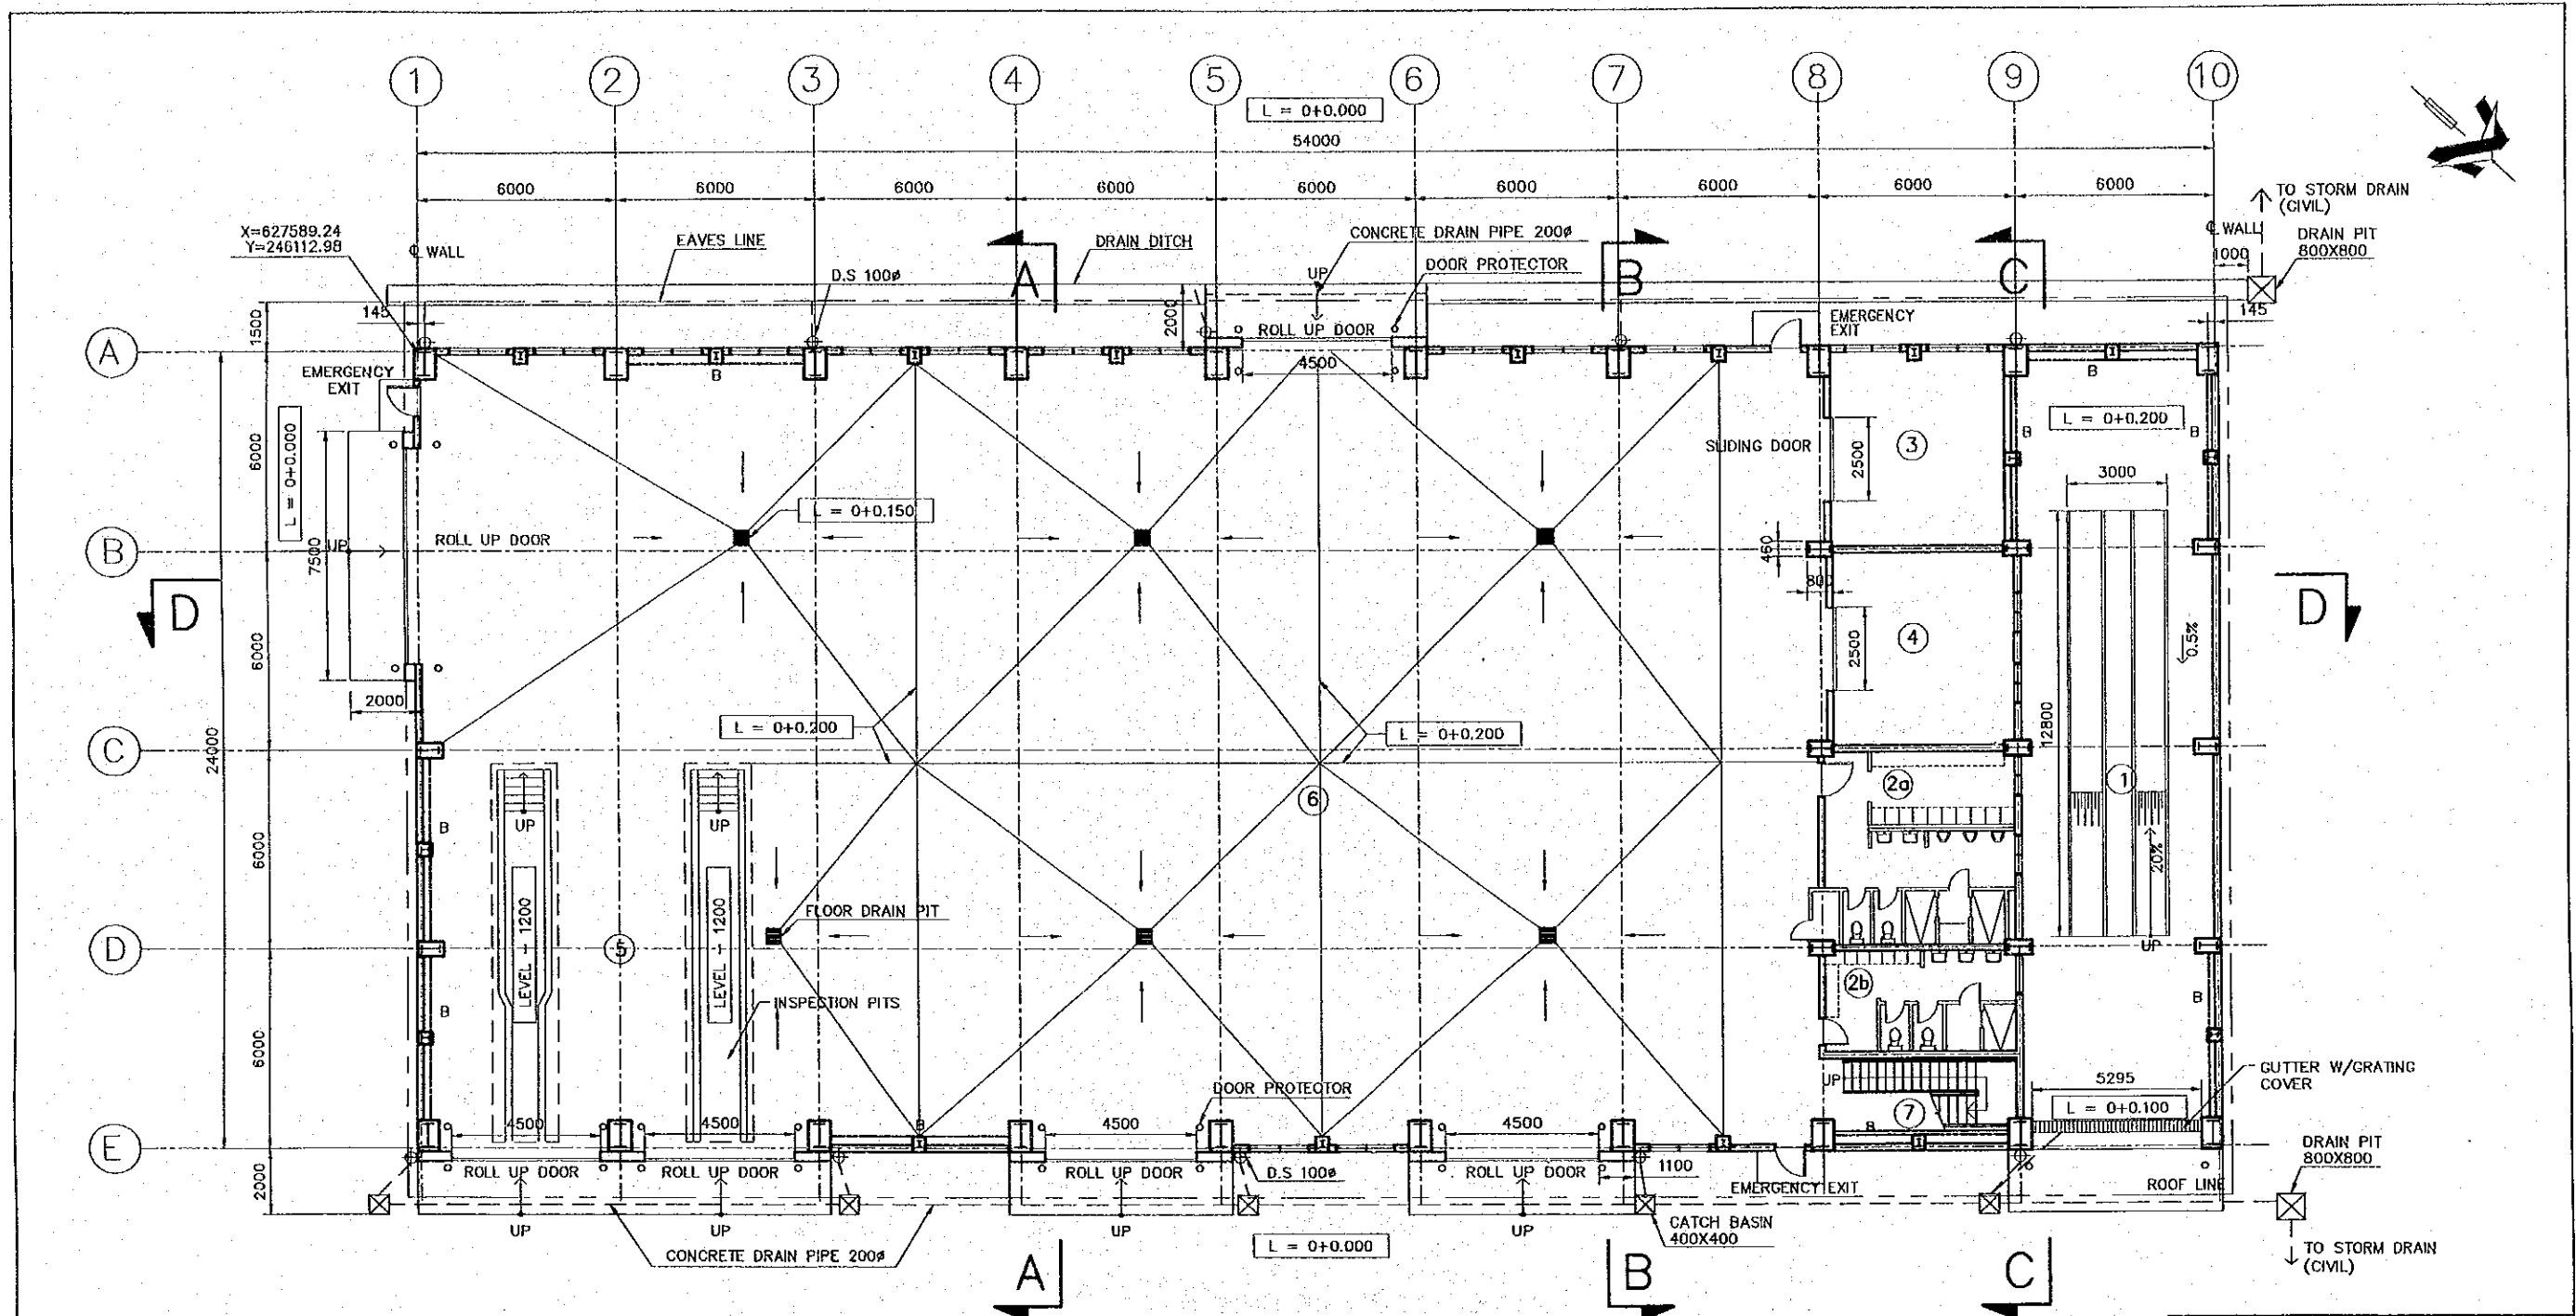 1 2 3 4 5 6 7 8 9 10
L = 0+0.000
54000
6000 6000 6000 6000 6000 6000 6000 6000 6000
TO STORM DRAIN
(CIVIL)
X=627589.24
Y=246112.98
℄ WALL
EAVES LINE
DRAIN DITCH
CONCRETE DRAIN PIPE 200ø
℄ WALL
DRAIN PIT
800X800
1000
D.S 100ø
A
UP
DOOR PROTECTOR
B
C
145
1500
2000
ROLL UP DOOR
EMERGENCY
EXIT
145
A
4500
EMERGENCY
EXIT
B
B
L = 0+0.000
6000
SLIDING DOOR
2500
3
B
L = 0+0.200
B
3000
L = 0+0.150
B
UP
ROLL UP DOOR
7500
460
800
D
D
6000
2500
4
0.5%
2000
L = 0+0.200
L = 0+0.200
12800
C
24000
2a
1
6
UP
UP
B
6000
20%
LEVEL - 1200
LEVEL - 1200
FLOOR DRAIN PIT
D
5
UP
2b
INSPECTION PITS
B
B
6000
DOOR PROTECTOR
UP
5295
GUTTER W/GRATING
COVER
7
L = 0+0.100
4500
4500
B
4500
4500
B
E
DRAIN PIT
800X800
ROLL UP DOOR
ROLL UP DOOR
ROLL UP DOOR
D.S 100ø
ROLL UP DOOR
1100
EMERGENCY EXIT
ROOF LINE
2000
UP
UP
UP
UP
CATCH BASIN
400X400
CONCRETE DRAIN PIPE 200ø
L = 0+0.000
TO STORM DRAIN
(CIVIL)
A
B
C